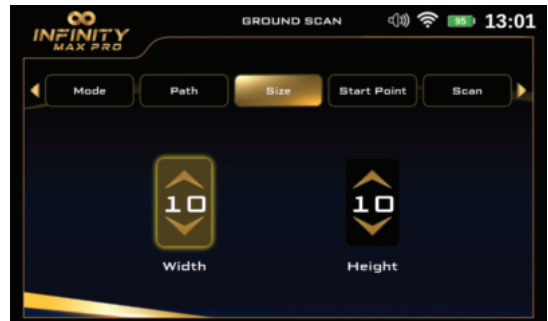 INFINITY
MAX PRO
GROUND SCAN
95
13:01
Mode
Path
Size
Start Point
Scan
10
10
Width
Height